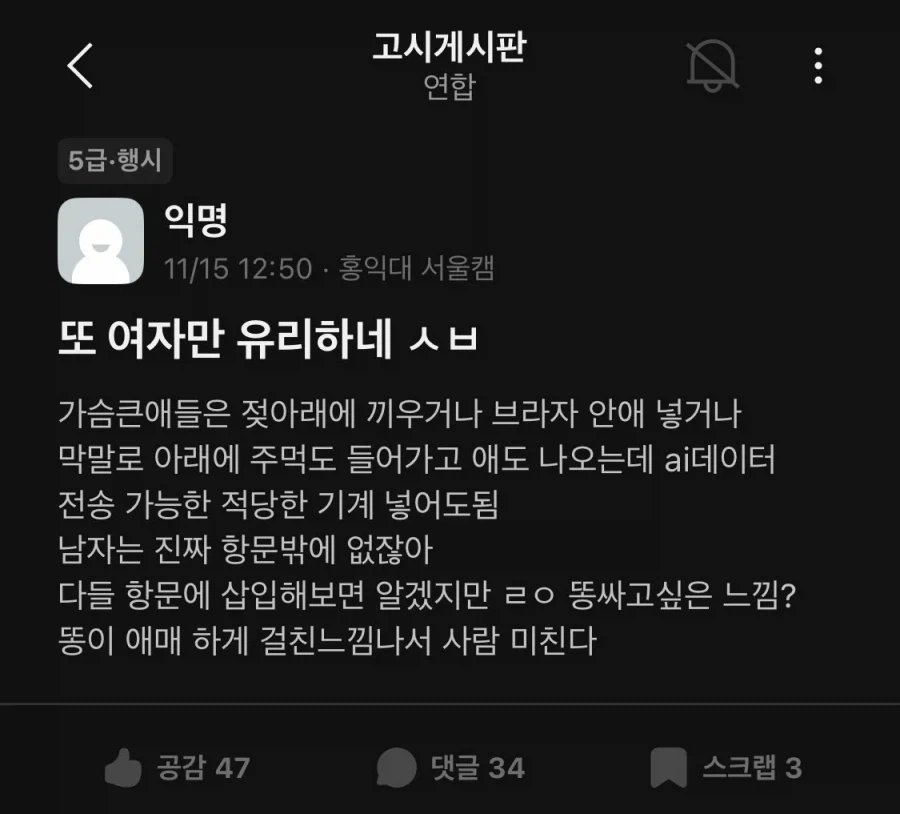 고시게시판
연합
5급·행시
익명
11/15 12:50 · 홍익대 서울캠
또 여자만 유리하네 ㅅㅂ
가슴큰애들은 젖아래에 끼우거나 브라자 안애 넣거나
막말로 아래에 주먹도 들어가고 애도 나오는데 ai데이터
전송 가능한 적당한 기계 넣어도됨
남자는 진짜 항문밖에 없잖아
다들 항문에 삽입해보면 알겠지만 ㄹㅇ 똥싸고싶은 느낌?
똥이 애매 하게 걸친느낌나서 사람 미친다
공감 47
댓글 34
스크랩 3